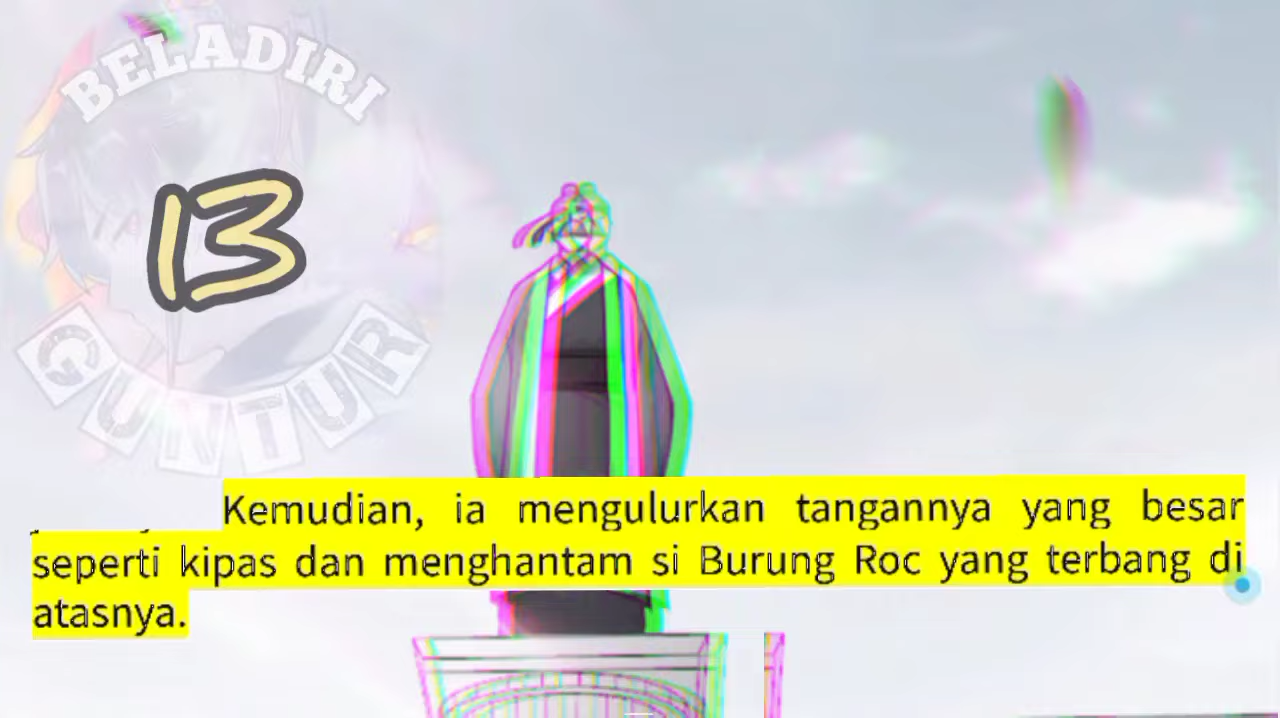 BELADIRI
13
GUNTUR
Kemudian, ia mengulurkan tangannya yang besar
seperti kipas dan menghantam si Burung Roc yang terbang di
atasnya.